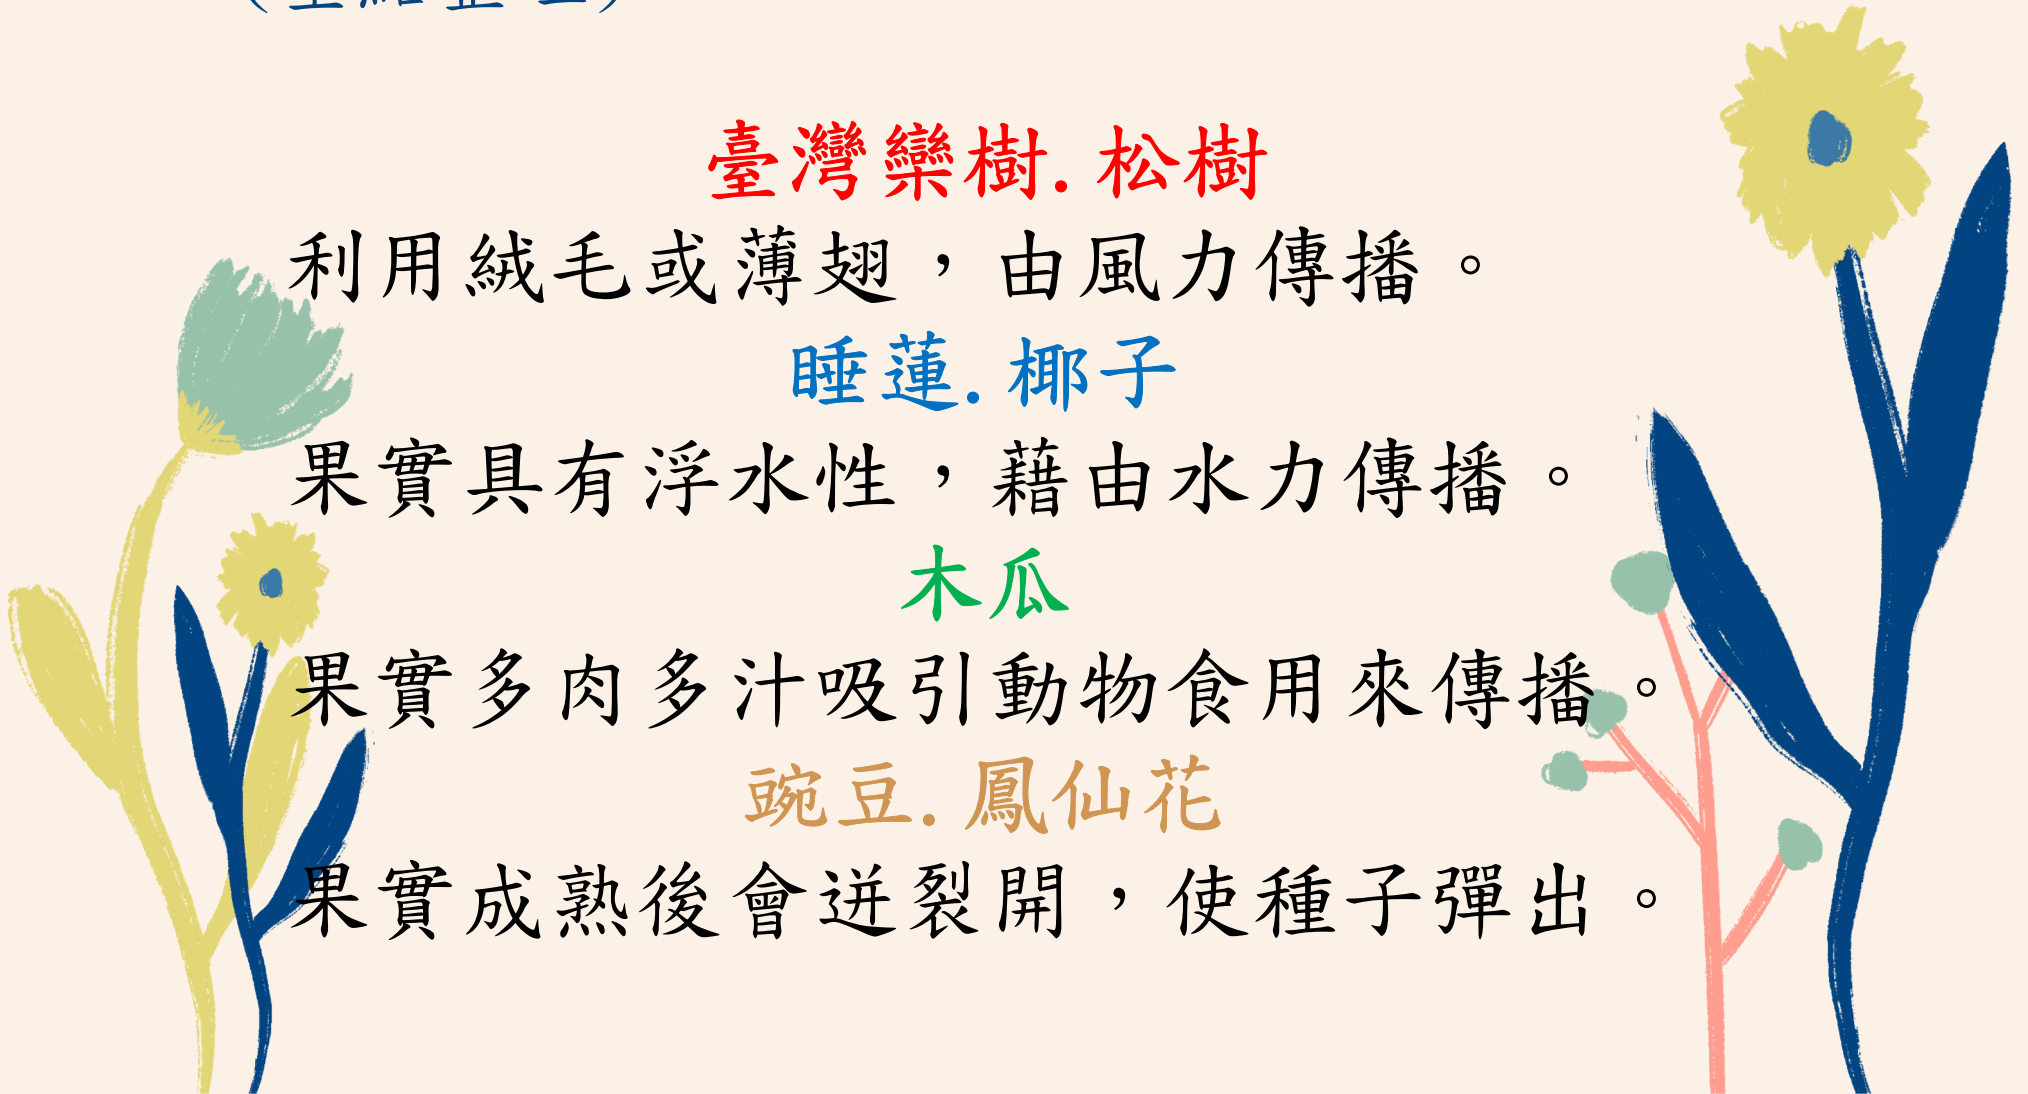 臺灣欒樹.松樹
利用絨毛或薄翅，由風力傳播。
睡蓮.椰子
果實具有浮水性，藉由水力傳播。
木瓜
果實多肉多汁吸引動物食用來傳播。
豌豆.鳳仙花
果實成熟後會迸裂開，使種子彈出。